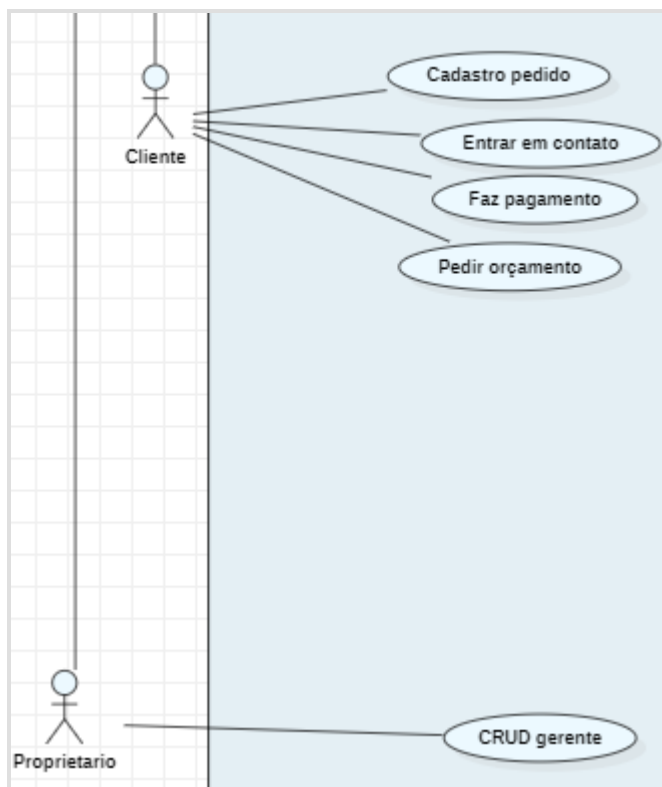 Cadastro pedido
Entrar em contato
Cliente
Faz pagamento
Pedir orçamento
CRUD gerente
Proprietario